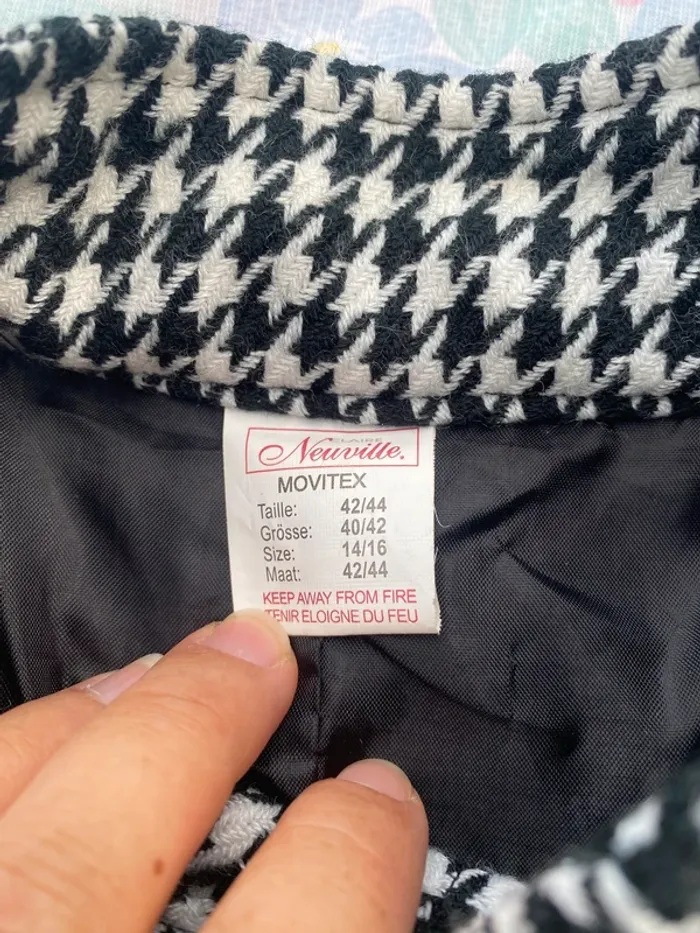 CLAIRE
Neuville.
MOVITEX
Taille: 42/44
Grösse: 40/42
Size: 14/16
Maat: 42/44
KEEP AWAY FROM FIRE
TENIR ELOIGNE DU FEU